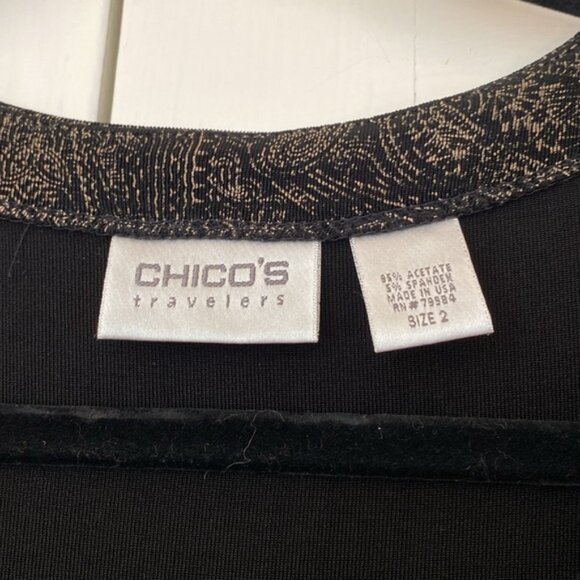 CHICO'S
travelers
95% ACETATE
5% SPANDEX
MADE IN USA
RN# 79984
SIZE 2